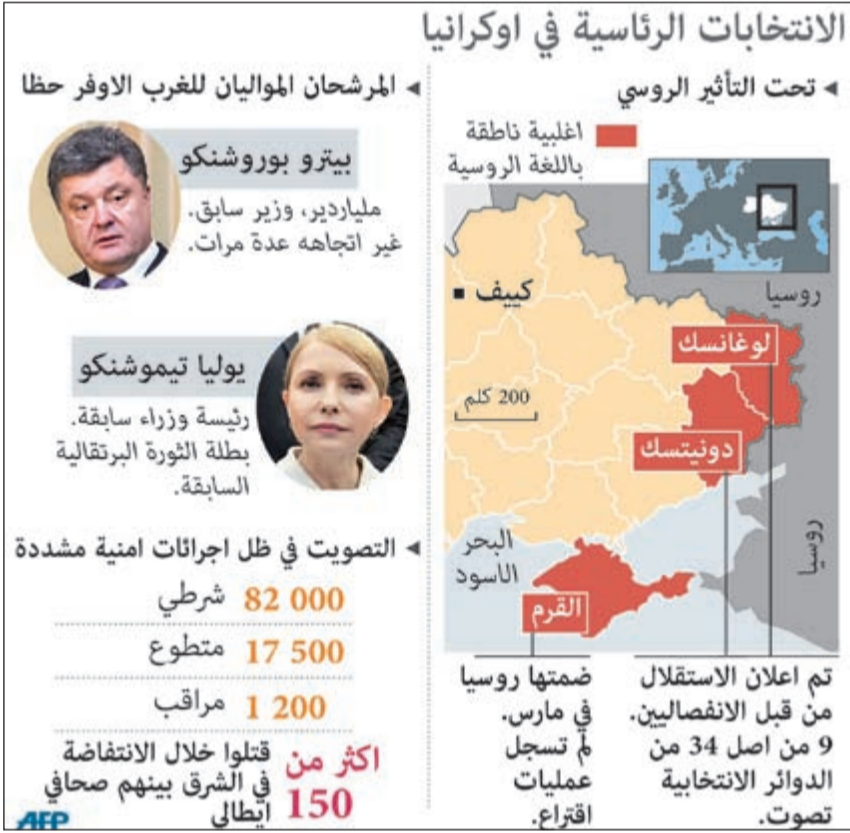 الانتخابات الرئاسية في اوكرانيا
تحت التأثير الروسي
اغلبية ناطقة
باللغة الروسية
روسيا
كييف
لوغانسك
200 كلم
دونيتسك
البحر
الاسود
روسيا
القرم
تم اعلان الاستقلال
من قبل الانفصاليين.
9 من اصل 34 من
الدوائر الانتخابية
تصوت.
ضمتها روسيا
في مارس.
لم تسجل
عمليات
اقتراع.
المرشحان المواليان للغرب الاوفر حظا
بيترو بوروشنكو
ملياردير، وزير سابق.
غير اتجاهه عدة مرات.
يوليا تيموشنكو
رئيسة وزراء سابقة.
بطلة الثورة البرتقالية
السابقة.
التصويت في ظل اجرائات امنية مشددة
82 000 شرطي
17 500 متطوع
1 200 مراقب
اكثر من
150
قتلوا خلال الانتفاضة
في الشرق بينهم صحافي
ايطالي
AFP